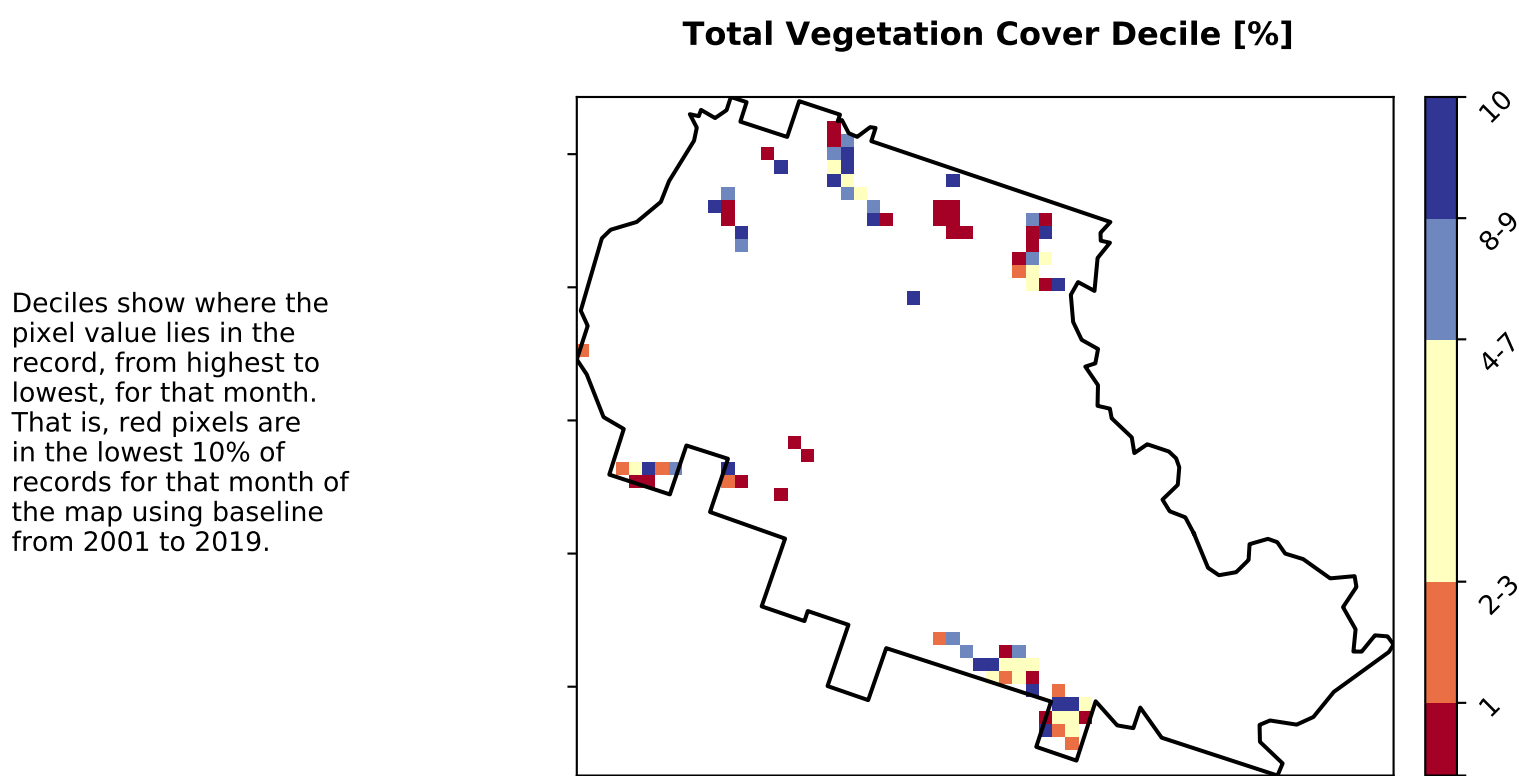 Total Vegetation Cover Decile [%]
Deciles show where the
pixel value lies in the
record, from highest to
lowest, for that month.
That is, red pixels are
in the lowest 10% of
records for that month of
the map using baseline
from 2001 to 2019.
10
8-9
4-7
2-3
1